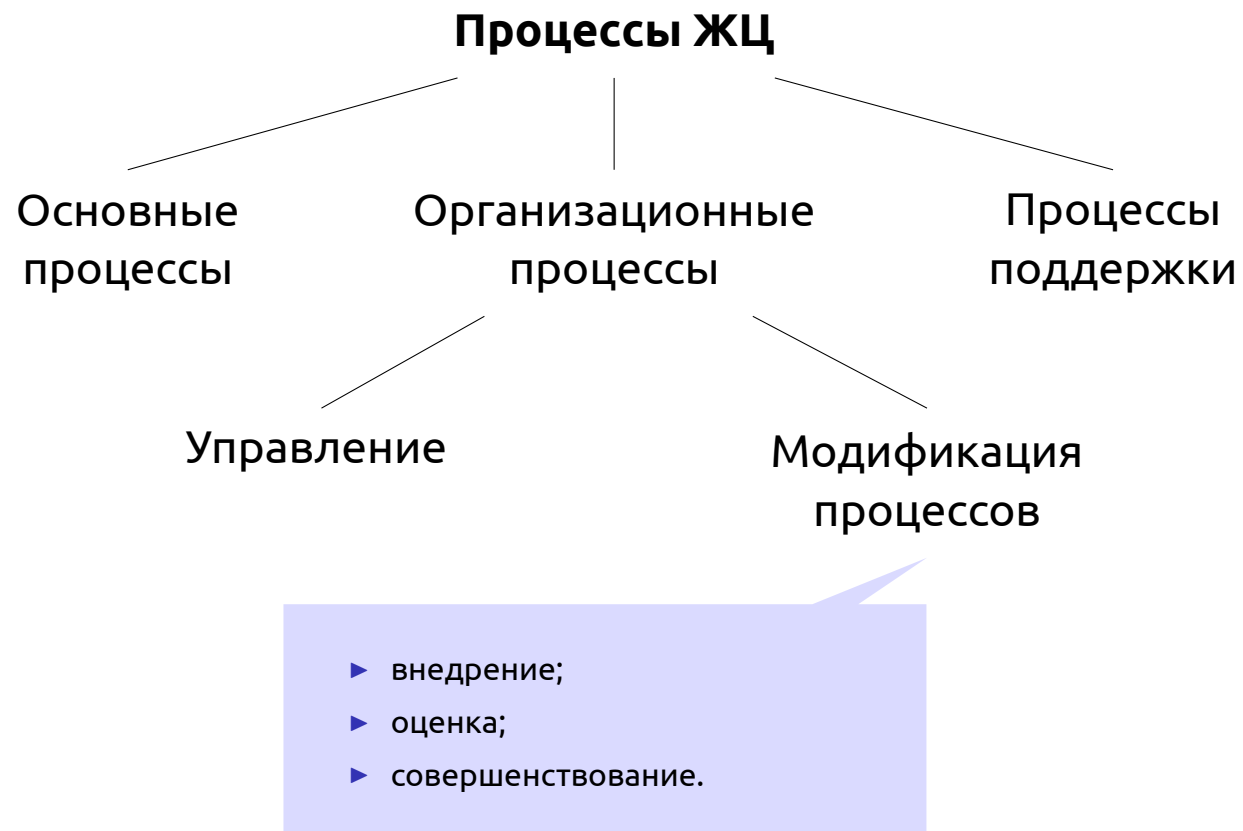 Процессы ЖЦ
Основные
процессы
Организационные
процессы
Процессы
поддержки
Управление
Модификация
процессов
внедрение;
оценка;
совершенствование.